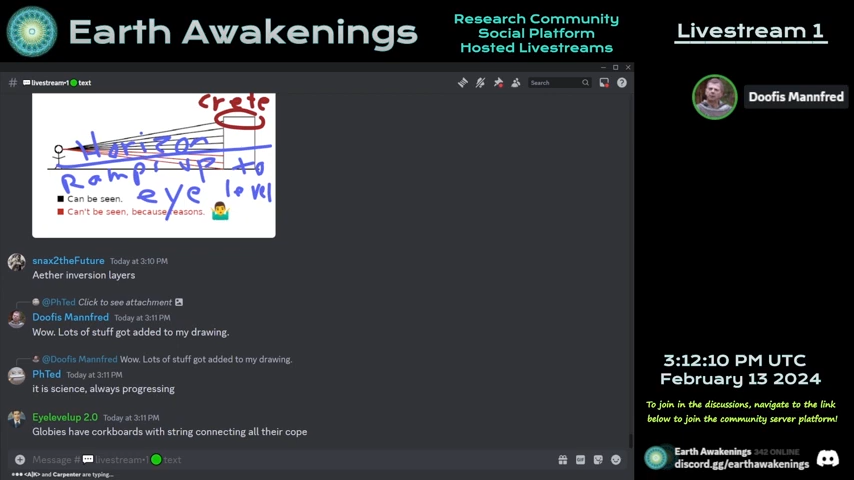 Earth Awakenings
Research Community
Social Platform
Hosted Livestreams
Livestream 1
# livestream•1 text
Search
Doofis Mannfred
crete
Horizon
Ramps up to
eye level
Can be seen.
Can't be seen, because reasons.
snax2theFuture Today at 3:10 PM
Aether inversion layers
@PhTed Click to see attachment
Doofis Mannfred Today at 3:11 PM
Wow. Lots of stuff got added to my drawing.
@Doofis Mannfred Wow. Lots of stuff got added to my drawing.
PhTed Today at 3:11 PM
it is science, always progressing
Eyelevelup 2.0 Today at 3:11 PM
Globies have corkboards with string connecting all their cope
Message # livestream•1 text
GIF
<A|K> and Carpenter are typing...
3:12:10 PM UTC
February 13 2024
To join in the discussions, navigate to the link
below to join the community server platform!
Earth Awakenings 342 ONLINE
discord.gg/earthawakenings